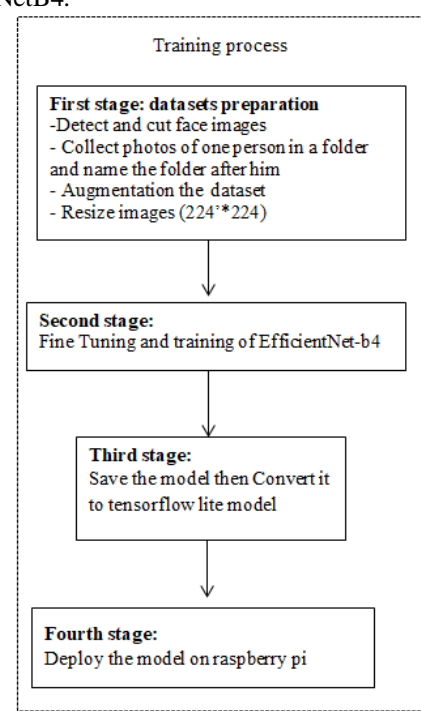 NetB4.
Training process
First stage: datasets preparation
-Detect and cut face images
- Collect photos of one person in a folder
and name the folder after him
- Augmentation the dataset
- Resize images (224'*224)
Second stage:
Fine Tuning and training of EfficientNet-b4
Third stage:
Save the model then Convert it
to tensorflow lite model
Fourth stage:
Deploy the model on raspberry pi